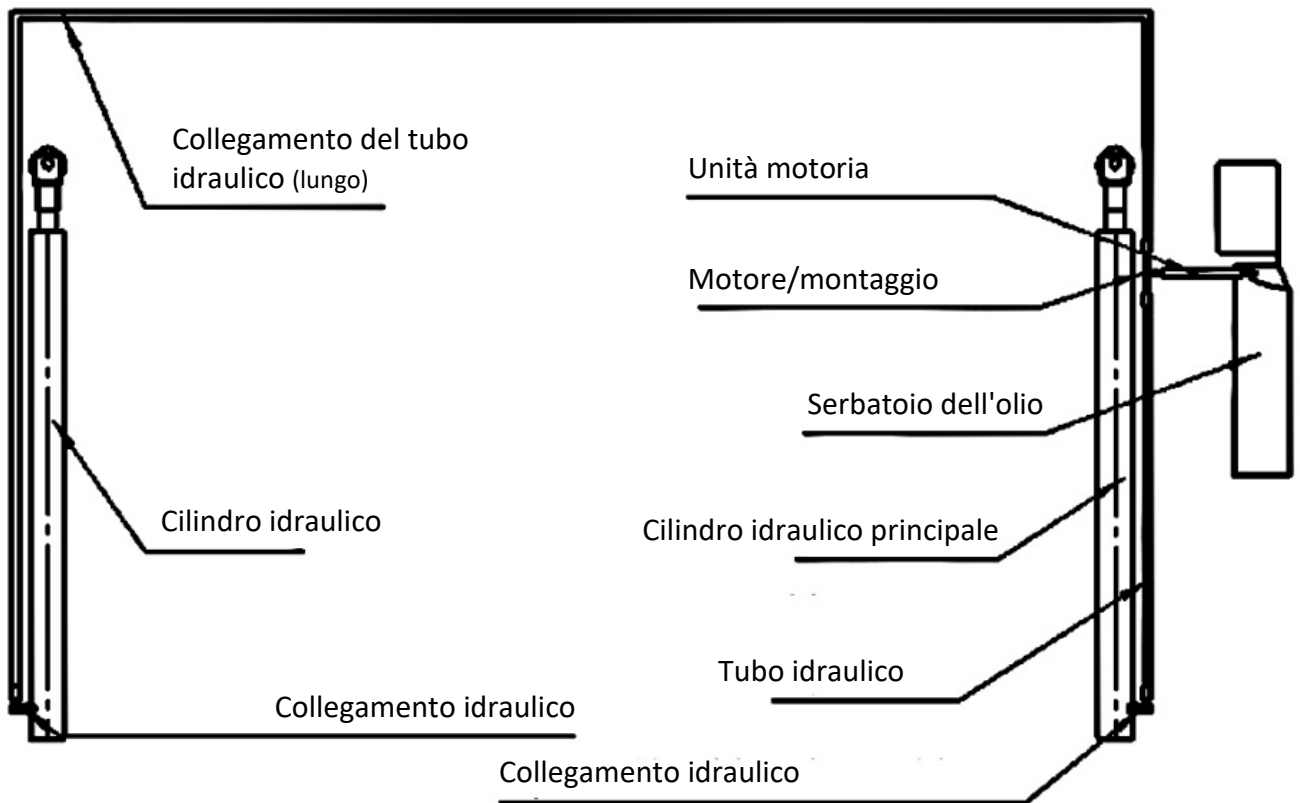 Collegamento del tubo
idraulico (lungo)
Unità motoria
Motore/montaggio
Serbatoio dell'olio
Cilindro idraulico
Cilindro idraulico principale
Tubo idraulico
Collegamento idraulico
Collegamento idraulico